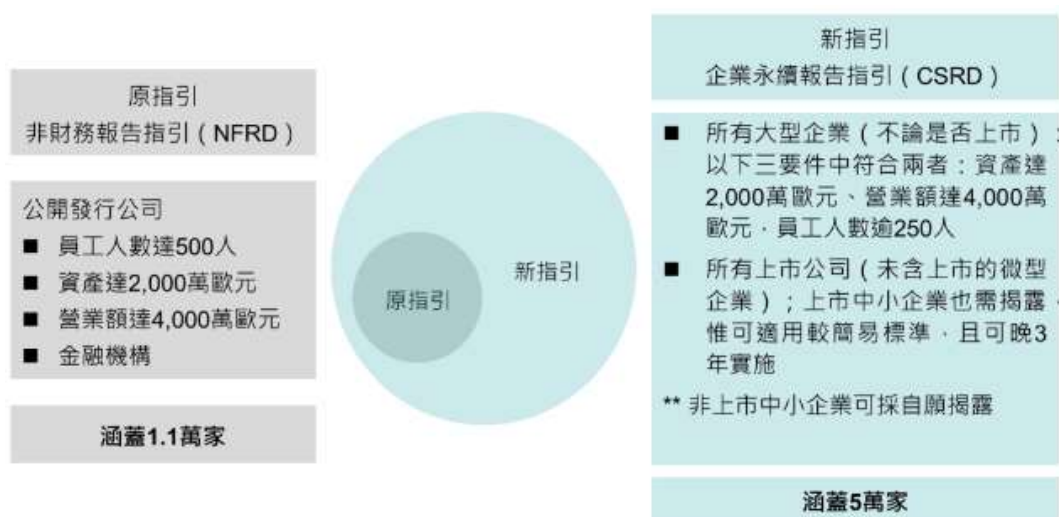 原指引
非財務報告指引（NFRD）
公開發行公司
■ 員工人數達500人
■ 資產達2,000萬歐元
■ 營業額達4,000萬歐元
■ 金融機構
涵蓋1.1萬家
原指引
新指引
新指引
企業永續報告指引（CSRD）
■ 所有大型企業（不論是否上市）：
以下三要件中符合兩者：資產達
2,000萬歐元、營業額達4,000萬
歐元，員工人數逾250人
■ 所有上市公司（未含上市的微型
企業）；上市中小企業也需揭露
惟可適用較簡易標準，且可晚3
年實施
** 非上市中小企業可採自願揭露
涵蓋5萬家